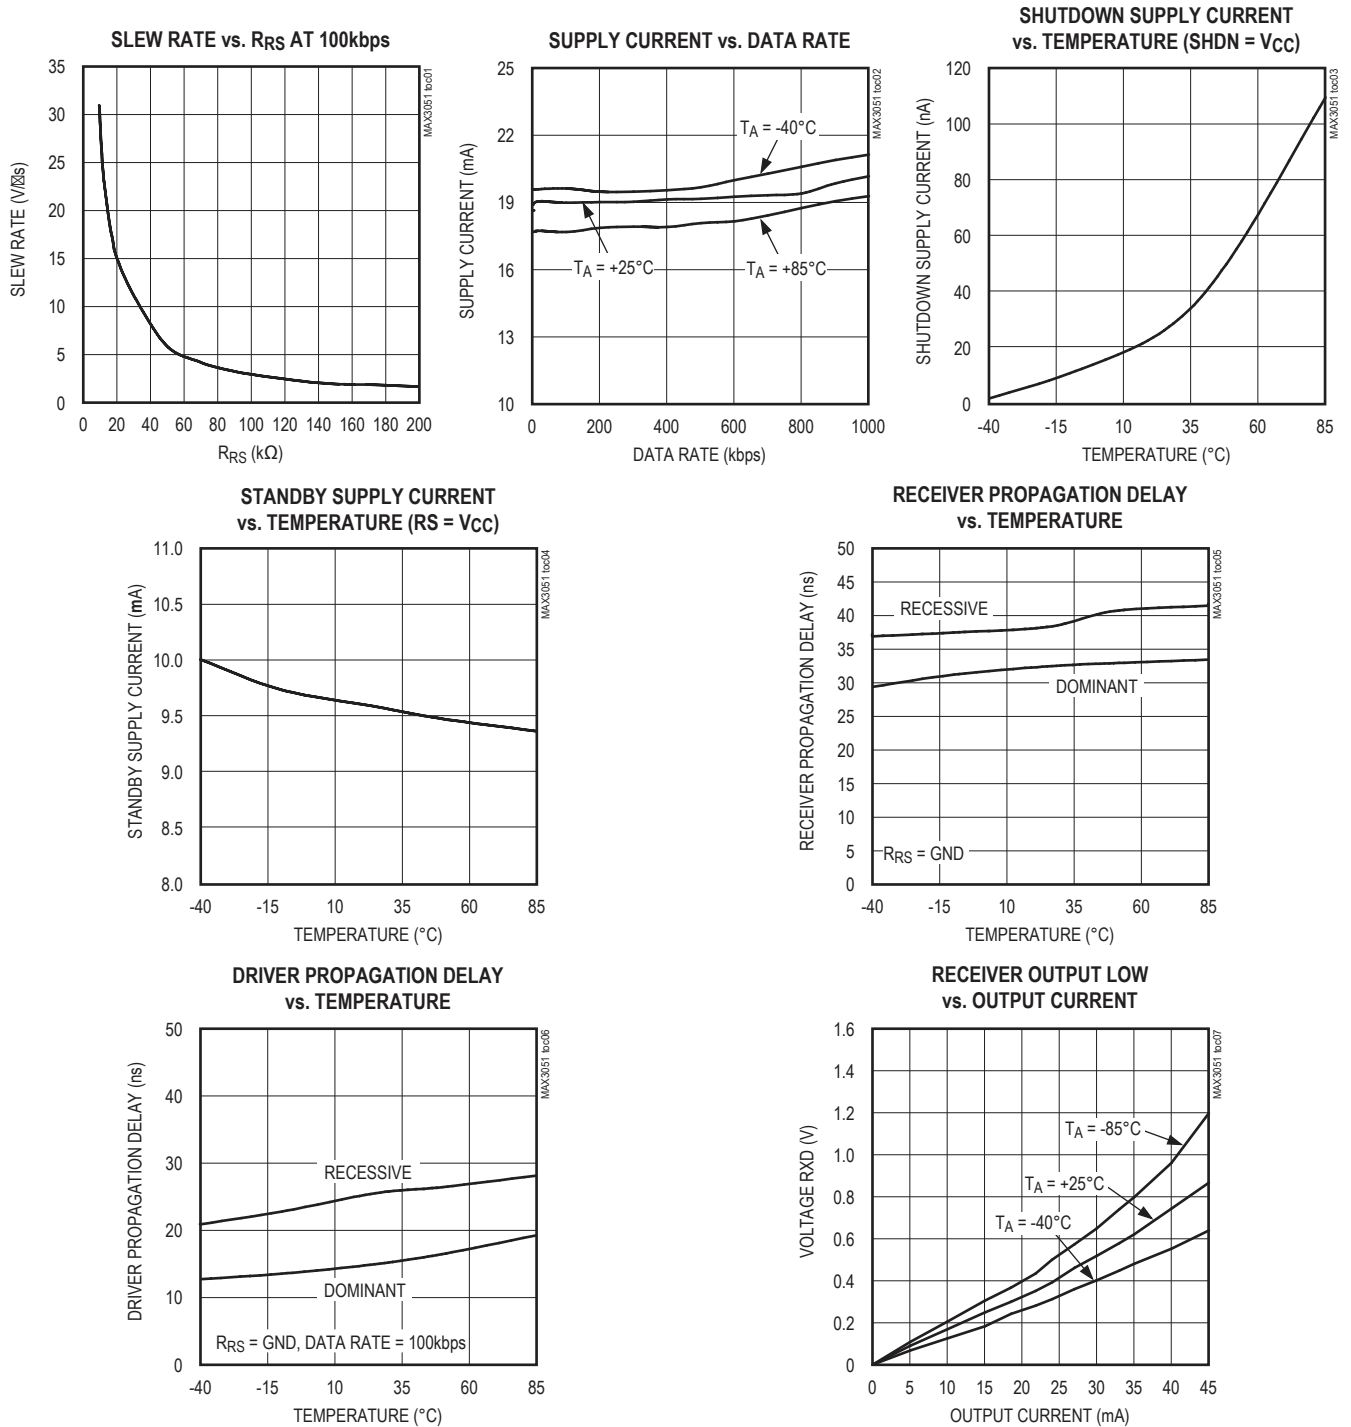 SLEW RATE vs. RRS AT 100kbps
35
30
25
20
15
10
5
0
SLEW RATE (V/s)
0 20 40 60 80 100 120 140 160 180 200
RRS (kΩ)
MAX3051 toc01
SUPPLY CURRENT vs. DATA RATE
25
22
19
16
13
10
SUPPLY CURRENT (mA)
TA = -40°C
TA = +25°C
TA = +85°C
0 200 400 600 800 1000
DATA RATE (kbps)
MAX3051 toc02
SHUTDOWN SUPPLY CURRENT
vs. TEMPERATURE (SHDN = VCC)
120
100
80
60
40
20
0
SHUTDOWN SUPPLY CURRENT (nA)
-40 -15 10 35 60 85
TEMPERATURE (°C)
MAX3051 toc03
STANDBY SUPPLY CURRENT
vs. TEMPERATURE (RS = VCC)
11.0
10.5
10.0
9.5
9.0
8.5
8.0
STANDBY SUPPLY CURRENT (mA)
-40 -15 10 35 60 85
TEMPERATURE (°C)
MAX3051 toc04
RECEIVER PROPAGATION DELAY
vs. TEMPERATURE
50
45
40
35
30
25
20
15
10
5
0
RECEIVER PROPAGATION DELAY (ns)
RECESSIVE
DOMINANT
RRS = GND
-40 -15 10 35 60 85
TEMPERATURE (°C)
MAX3051 toc05
DRIVER PROPAGATION DELAY
vs. TEMPERATURE
50
40
30
20
10
0
DRIVER PROPAGATION DELAY (ns)
RECESSIVE
DOMINANT
RRS = GND, DATA RATE = 100kbps
-40 -15 10 35 60 85
TEMPERATURE (°C)
MAX3051 toc06
RECEIVER OUTPUT LOW
vs. OUTPUT CURRENT
1.6
1.4
1.2
1.0
0.8
0.6
0.4
0.2
0
VOLTAGE RXD (V)
TA = -85°C
TA = +25°C
TA = -40°C
0 5 10 15 20 25 30 35 40 45
OUTPUT CURRENT (mA)
MAX3051 toc07